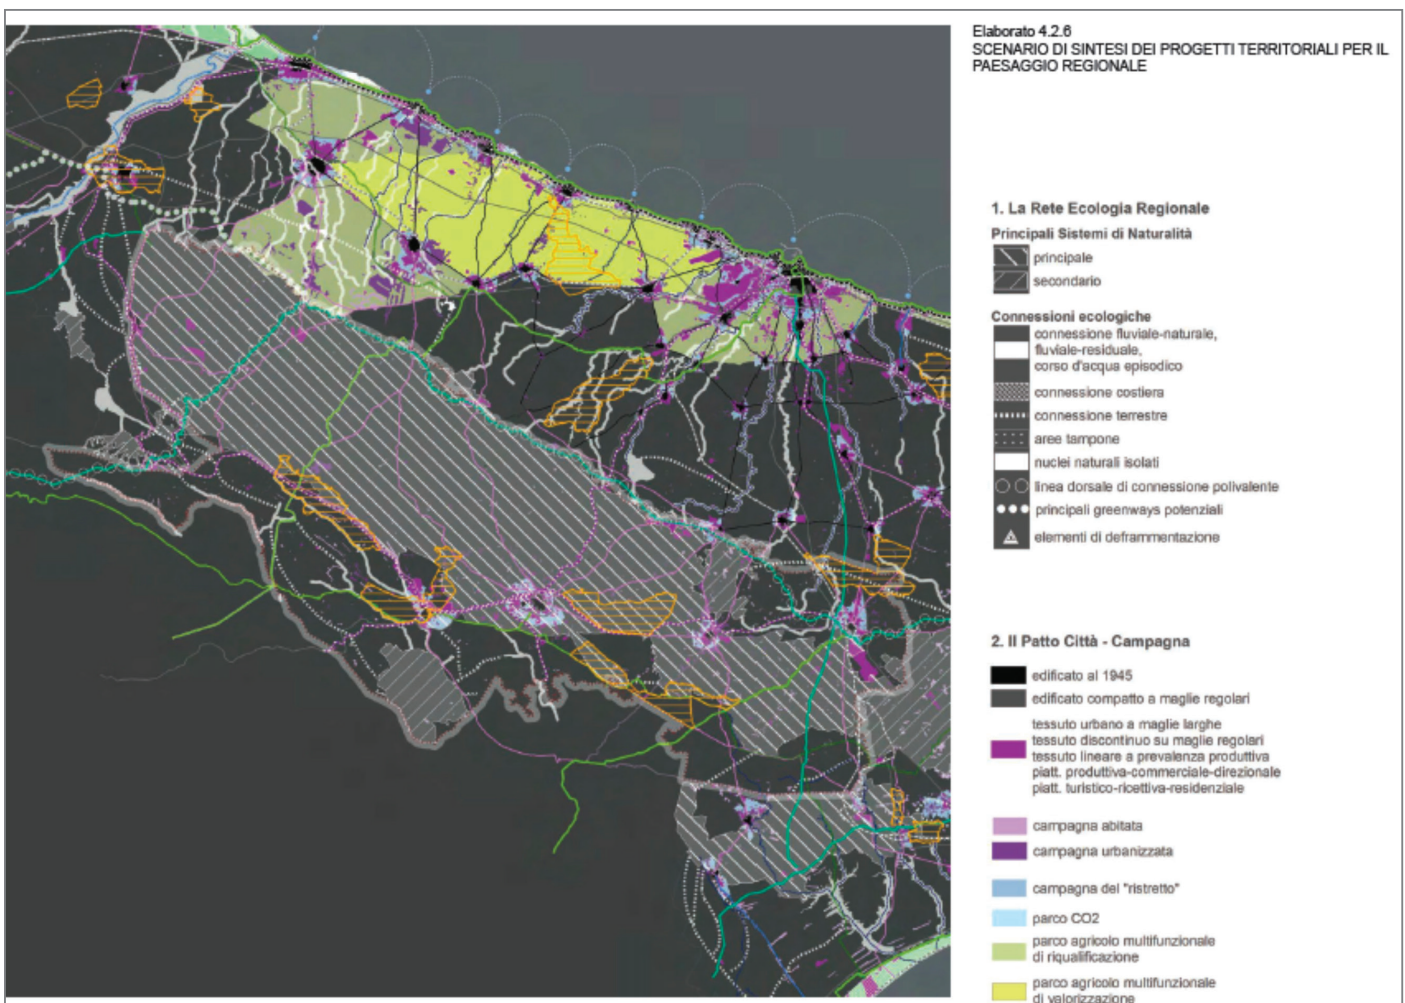 Elaborato 4.2.6
SCENARIO DI SINTESI DEI PROGETTI TERRITORIALI PER IL
PAESAGGIO REGIONALE
1. La Rete Ecologia Regionale
Principali Sistemi di Naturalità
principale
secondario
Connessioni ecologiche
connessione fluviale-naturale,
fluviale-residuale,
corso d'acqua episodico
connessione costiera
connessione terrestre
aree tampone
nuclei naturali isolati
linea dorsale di connessione polivalente
principali greenways potenziali
elementi di deframmentazione
2. Il Patto Città - Campagna
edificato al 1945
edificato compatto a maglie regolari
tessuto urbano a maglie larghe
tessuto discontinuo su maglie regolari
tessuto lineare a prevalenza produttiva
piatt. produttiva-commerciale-direzionale
piatt. turistico-ricettiva-residenziale
campagna abitata
campagna urbanizzata
campagna del "ristretto"
parco CO2
parco agricolo multifunzionale
di riqualificazione
parco agricolo multifunzionale
di valorizzazione